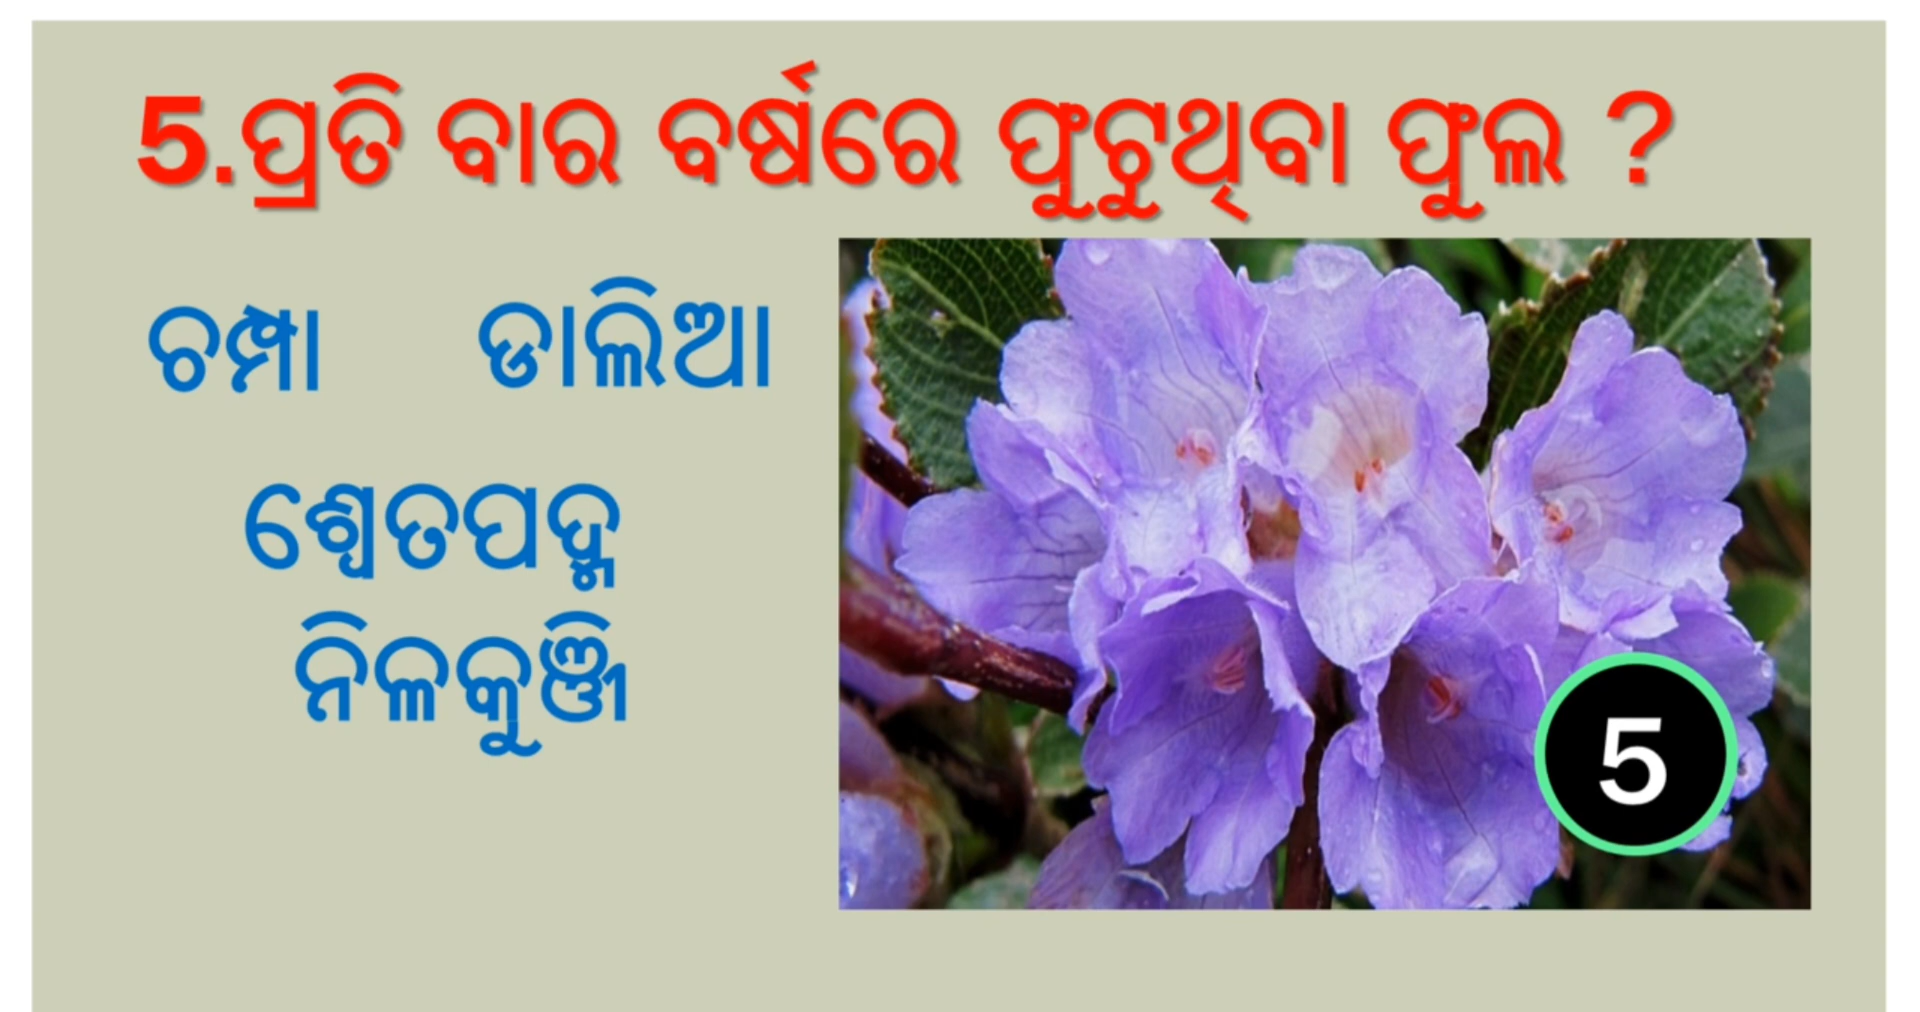 5.ପ୍ରତି ବାର ବର୍ଷରେ ଫୁଟୁଥିବା ଫୁଲ ?
ଚମ୍ପା ଡାଲିଆ
ଶ୍ୱେତପଦ୍ମ
ନିଳକୁଞ୍ଜି
5